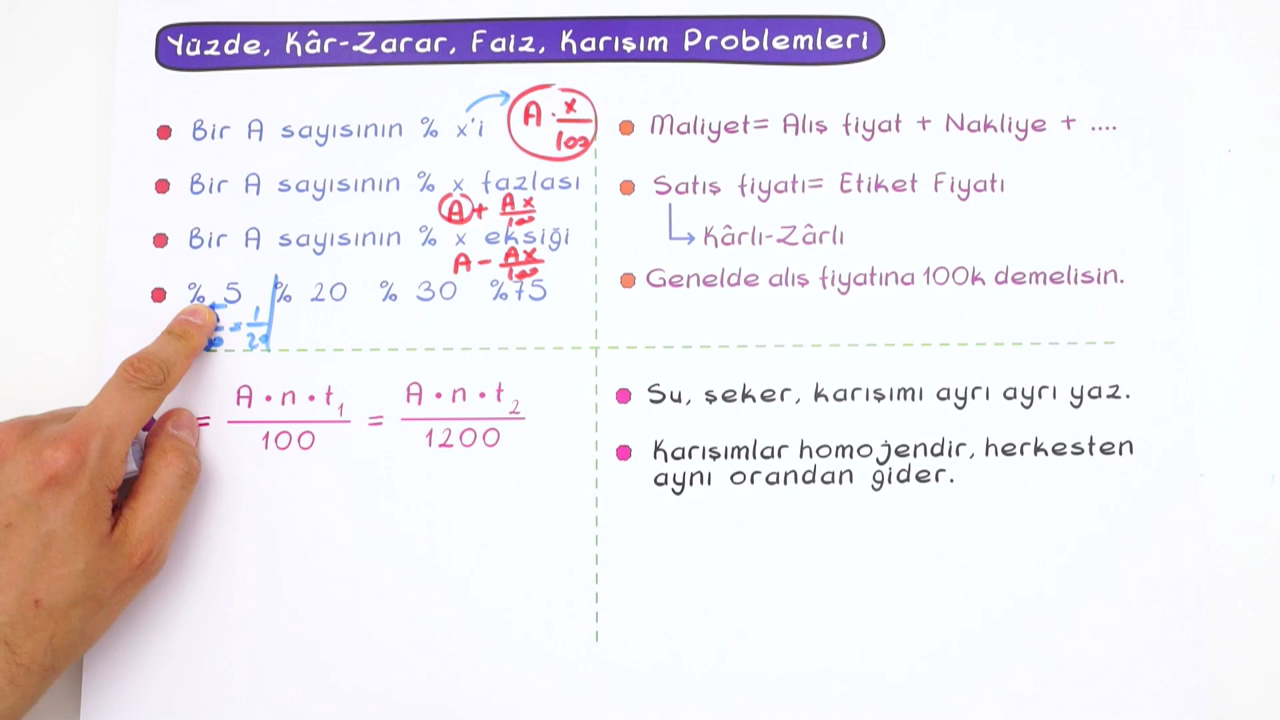 Yüzde, Kâr-Zarar, Faiz, Karışım Problemleri
Bir A sayısının % x'i
A · x/100
Bir A sayısının % x fazlası
A + Ax/100
Bir A sayısının % x eksiği
A - Ax/100
% 5 % 20 % 30 %75
= 1/20
= A·n·t₁/100 = A·n·t₂/1200
Maliyet= Alış fiyat + Nakliye + ....
Satış fiyatı= Etiket Fiyatı
Kârlı-Zârlı
Genelde alış fiyatına 100k demelisin.
Su, şeker, karışımı ayrı ayrı yaz.
Karışımlar homojendir, herkesten
aynı orandan gider.